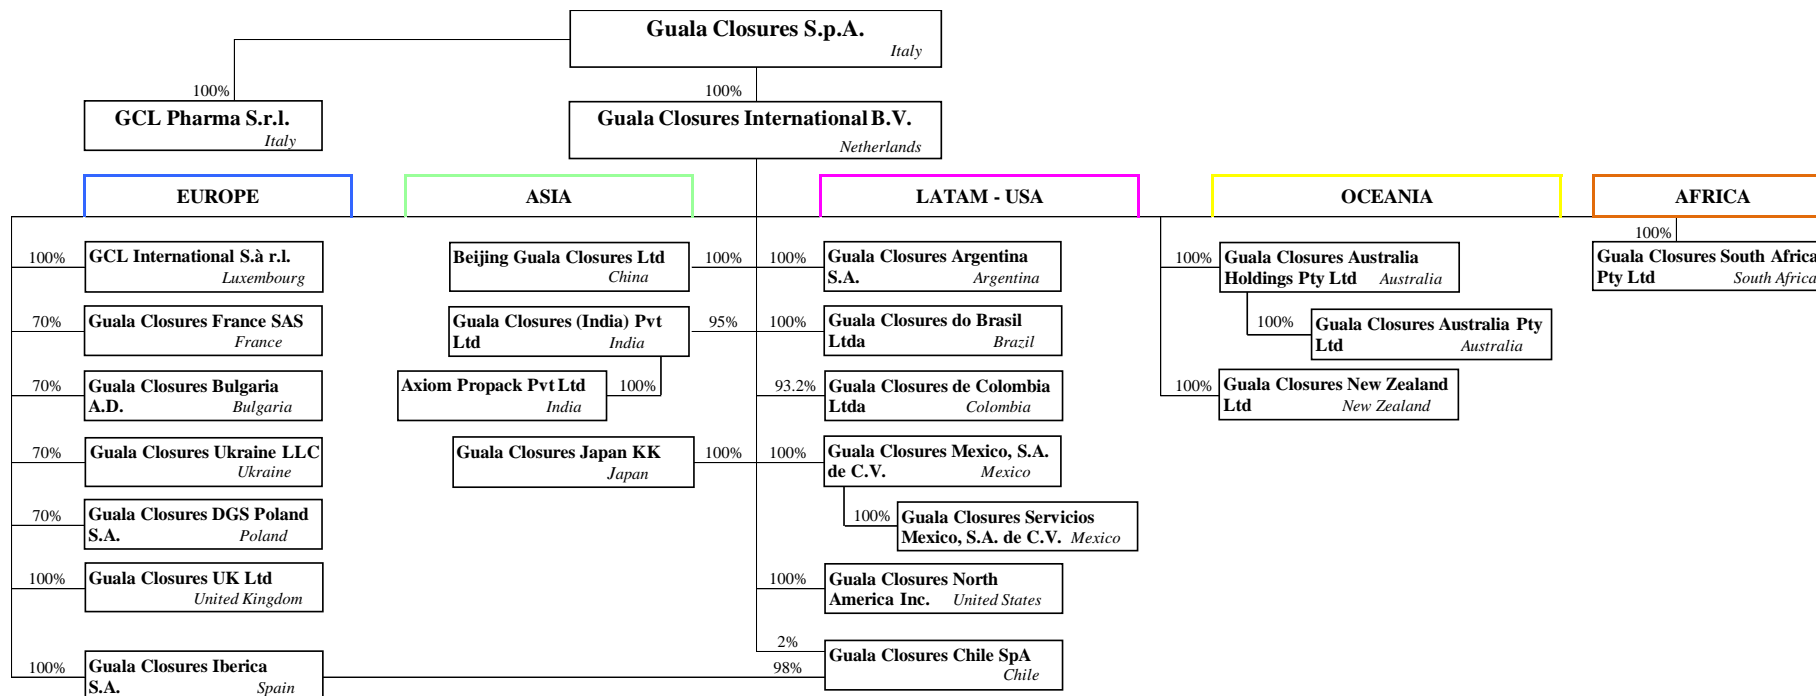 Guala Closures S.p.A.
Italy
100%
100%
GCL Pharma S.r.l.
Italy
Guala Closures International B.V.
Netherlands
EUROPE
ASIA
LATAM - USA
OCEANIA
AFRICA
100%
GCL International S.à r.l.
Luxembourg
70%
Guala Closures France SAS
France
70%
Guala Closures Bulgaria
A.D. Bulgaria
70%
Guala Closures Ukraine LLC
Ukraine
70%
Guala Closures DGS Poland
S.A. Poland
100%
Guala Closures UK Ltd
United Kingdom
100%
Guala Closures Iberica
S.A. Spain
Beijing Guala Closures Ltd
China
100%
Guala Closures (India) Pvt
Ltd India
95%
Axiom Propack Pvt Ltd
India
100%
Guala Closures Japan KK
Japan
100%
100%
Guala Closures Argentina
S.A. Argentina
100%
Guala Closures do Brasil
Ltda Brazil
93.2%
Guala Closures de Colombia
Ltda Colombia
100%
Guala Closures Mexico, S.A.
de C.V. Mexico
100%
Guala Closures Servicios
Mexico, S.A. de C.V. Mexico
100%
Guala Closures North
America Inc. United States
2%
98%
Guala Closures Chile SpA
Chile
100%
Guala Closures Australia
Holdings Pty Ltd Australia
100%
Guala Closures Australia Pty
Ltd Australia
100%
Guala Closures New Zealand
Ltd New Zealand
100%
Guala Closures South Africa
Pty Ltd South Africa